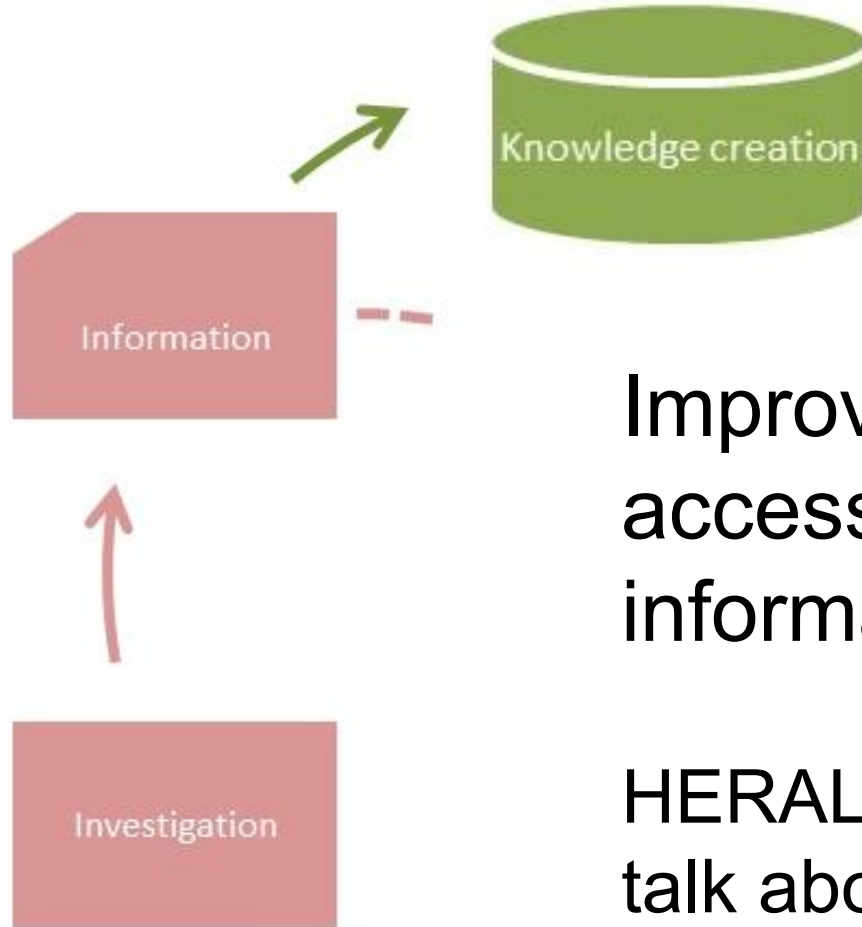 Knowledge creation
Information
Improv
access
informa
Investigation
HERAL
talk abo